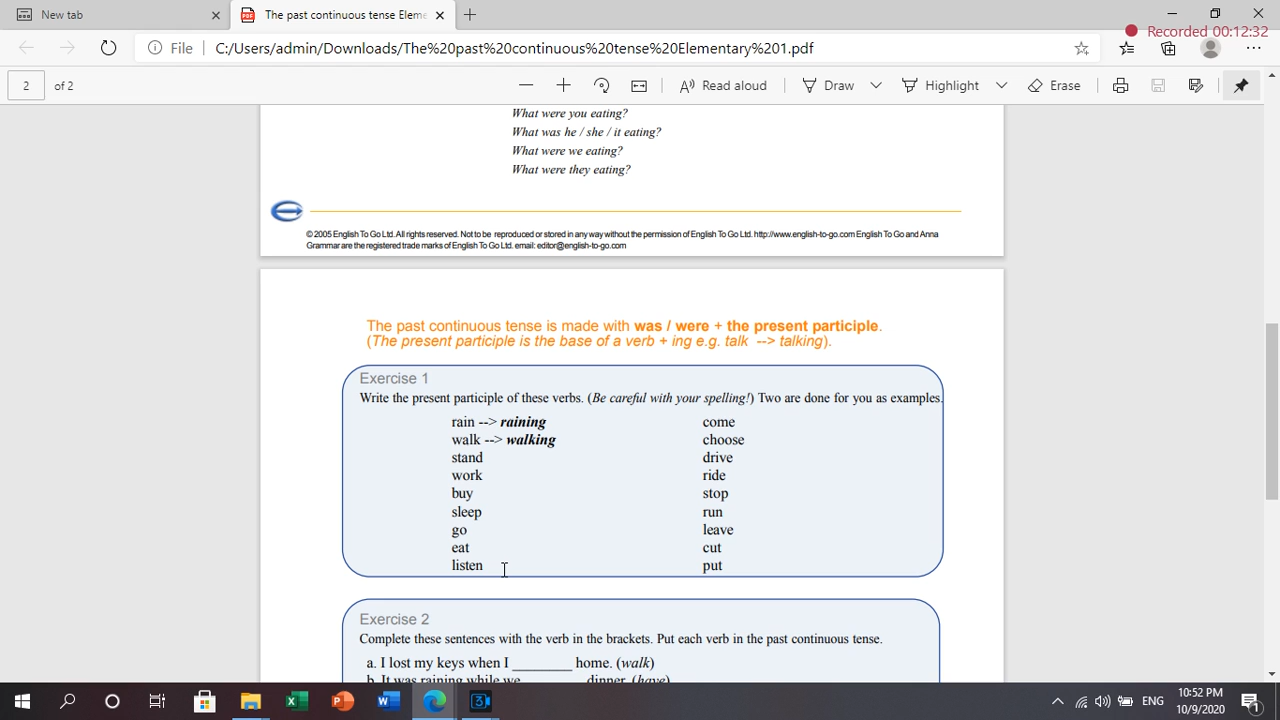 New tab
The past continuous tense Eleme
Recorded 00:12:32
File C:/Users/admin/Downloads/The%20past%20continuous%20tense%20Elementary%201.pdf
2 of 2
Read aloud Draw Highlight Erase
What were you eating?
What was he / she / it eating?
What were we eating?
What were they eating?
© 2005 English To Go Ltd. All rights reserved. Not to be reproduced or stored in any way without the permission of English To Go Ltd. http://www.english-to-go.com English To Go and Anna
Grammar are the registered trade marks of English To Go Ltd. email: editor@english-to-go.com
The past continuous tense is made with was / were + the present participle.
(The present participle is the base of a verb + ing e.g. talk --> talking).
Exercise 1
Write the present participle of these verbs. (Be careful with your spelling!) Two are done for you as examples.
rain --> raining
walk --> walking
stand
work
buy
sleep
go
eat
listen
come
choose
drive
ride
stop
run
leave
cut
put
Exercise 2
Complete these sentences with the verb in the brackets. Put each verb in the past continuous tense.
a. I lost my keys when I ________ home. (walk)
b. It was raining while we ________ dinner. (have)
ENG
10:52 PM
10/9/2020